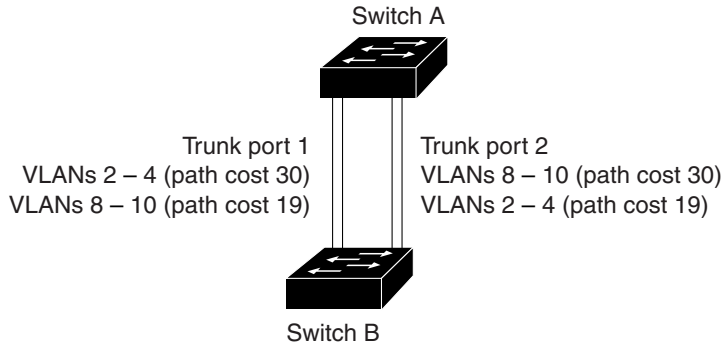 Switch A
Trunk port 1
VLANs 2 – 4 (path cost 30)
VLANs 8 – 10 (path cost 19)
Trunk port 2
VLANs 8 – 10 (path cost 30)
VLANs 2 – 4 (path cost 19)
Switch B